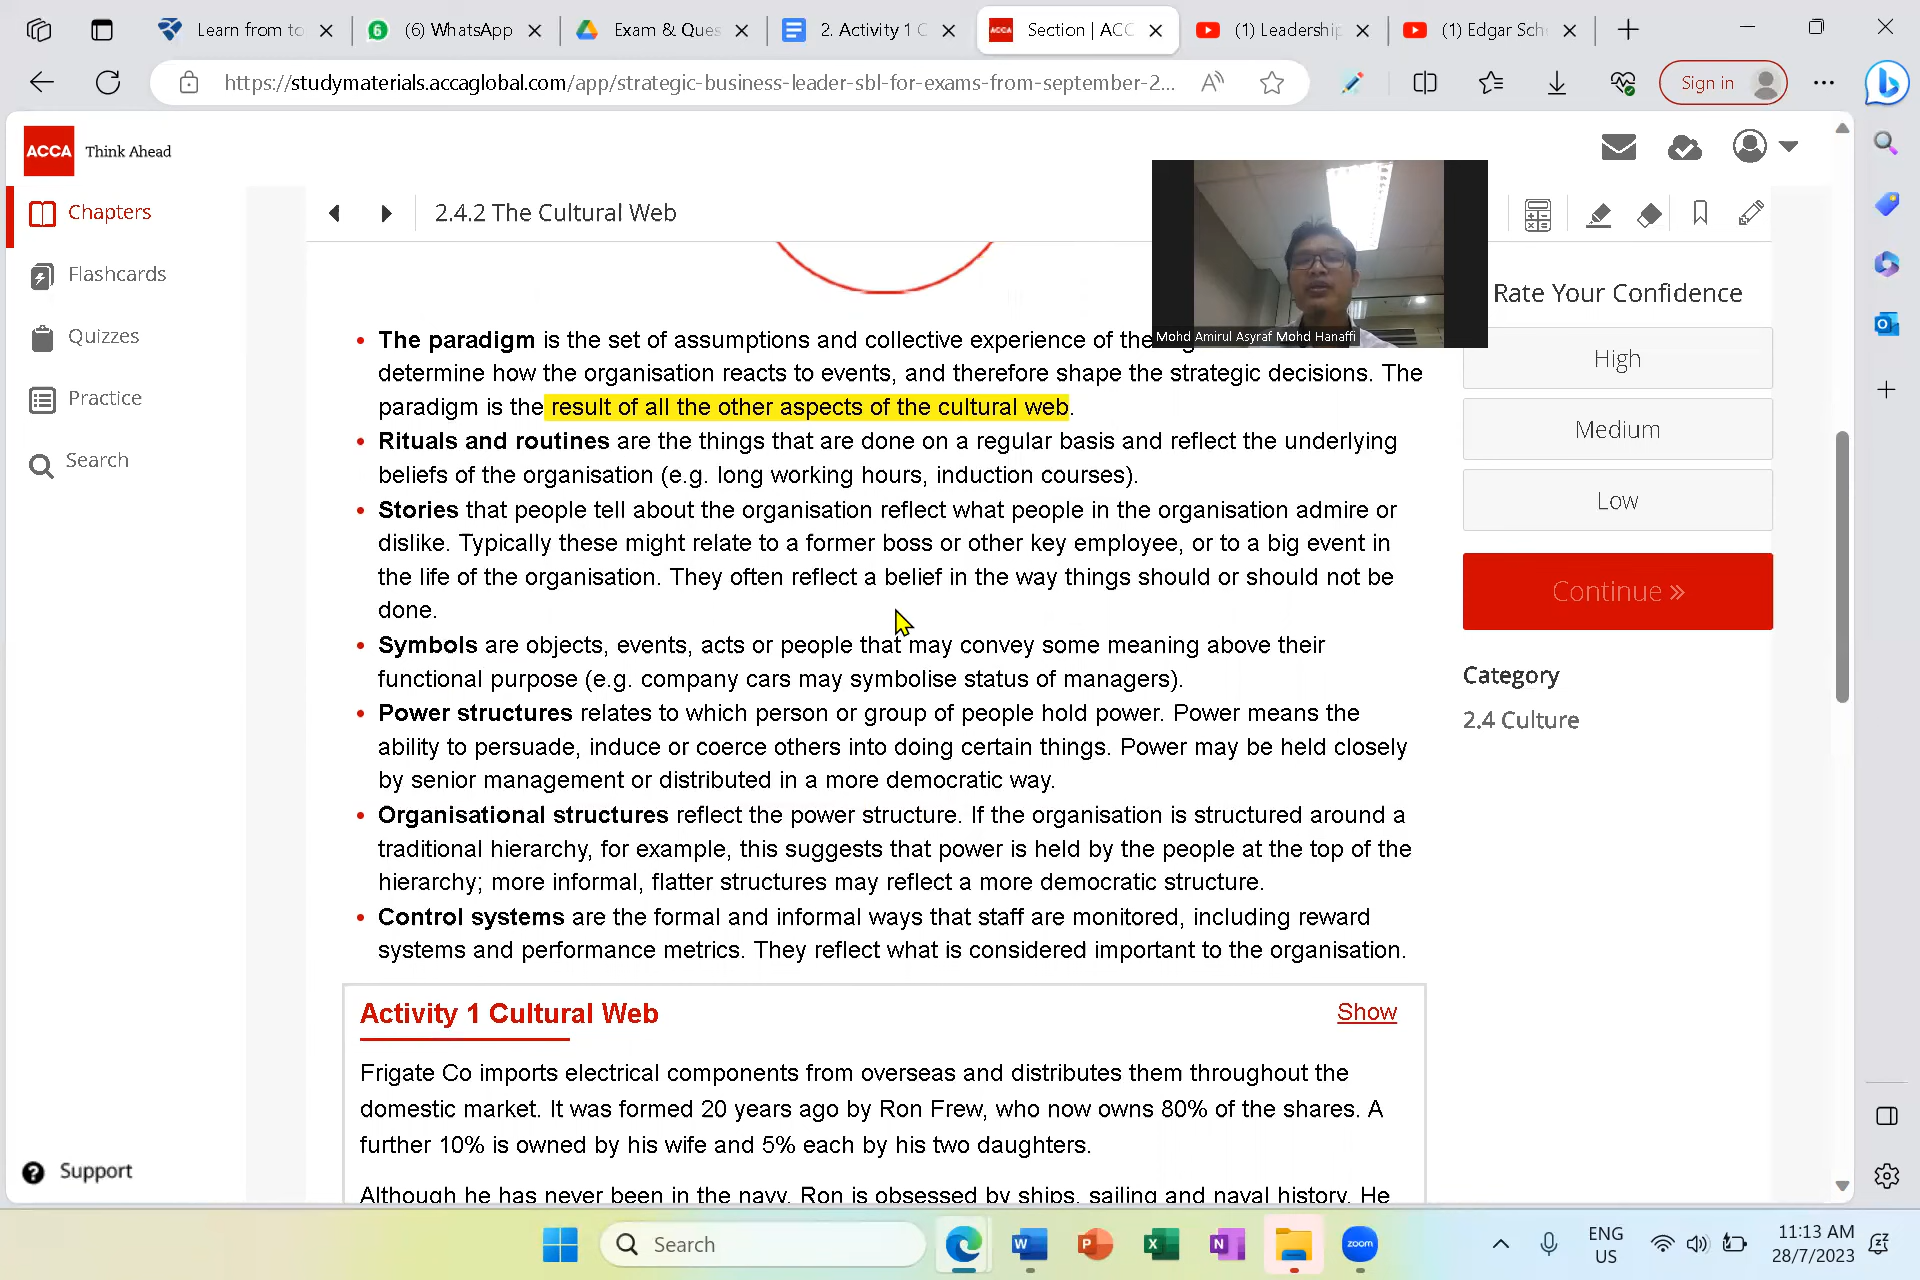 Learn from to
(6) WhatsApp
Exam & Ques
2. Activity 1 C
Section | ACC
(1) Leadership
(1) Edgar Sch
https://studymaterials.accaglobal.com/app/strategic-business-leader-sbl-for-exams-from-september-2...
Sign in
ACCA Think Ahead
Chapters
Flashcards
Quizzes
Practice
Search
Support
2.4.2 The Cultural Web
Mohd Amirul Asyraf Mohd Hanaffi
• The paradigm is the set of assumptions and collective experience of the
determine how the organisation reacts to events, and therefore shape the strategic decisions. The
paradigm is the result of all the other aspects of the cultural web.
• Rituals and routines are the things that are done on a regular basis and reflect the underlying
beliefs of the organisation (e.g. long working hours, induction courses).
• Stories that people tell about the organisation reflect what people in the organisation admire or
dislike. Typically these might relate to a former boss or other key employee, or to a big event in
the life of the organisation. They often reflect a belief in the way things should or should not be
done.
• Symbols are objects, events, acts or people that may convey some meaning above their
functional purpose (e.g. company cars may symbolise status of managers).
• Power structures relates to which person or group of people hold power. Power means the
ability to persuade, induce or coerce others into doing certain things. Power may be held closely
by senior management or distributed in a more democratic way.
• Organisational structures reflect the power structure. If the organisation is structured around a
traditional hierarchy, for example, this suggests that power is held by the people at the top of the
hierarchy; more informal, flatter structures may reflect a more democratic structure.
• Control systems are the formal and informal ways that staff are monitored, including reward
systems and performance metrics. They reflect what is considered important to the organisation.
Activity 1 Cultural Web
Show
Frigate Co imports electrical components from overseas and distributes them throughout the
domestic market. It was formed 20 years ago by Ron Frew, who now owns 80% of the shares. A
further 10% is owned by his wife and 5% each by his two daughters.
Although he has never been in the navy, Ron is obsessed by ships, sailing and naval history. He
Rate Your Confidence
High
Medium
Low
Continue »
Category
2.4 Culture
Search
zoom
ENG
US
11:13 AM
28/7/2023